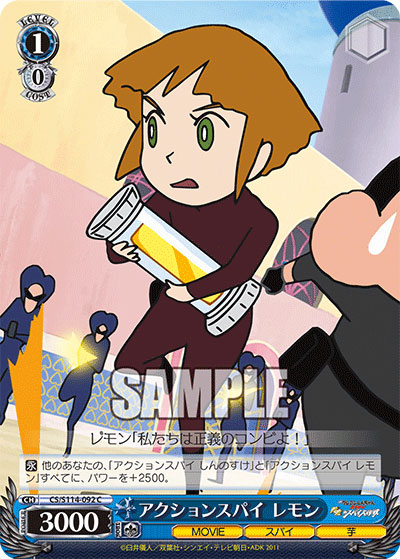 LEVEL
1
0
COST
SAMPLE
レモン「私たちは正義のコンビよ！」
永 他のあなたの、「アクションスパイ しんのすけ」と「アクションスパイ レモ
ン」すべてに、パワーを+2500。
CH CS/S114-092 C
3000
アクションスパイ レモン
MOVIE スパイ 芋
©臼井儀人／双葉社・シンエイ・テレビ朝日・ADK 2011